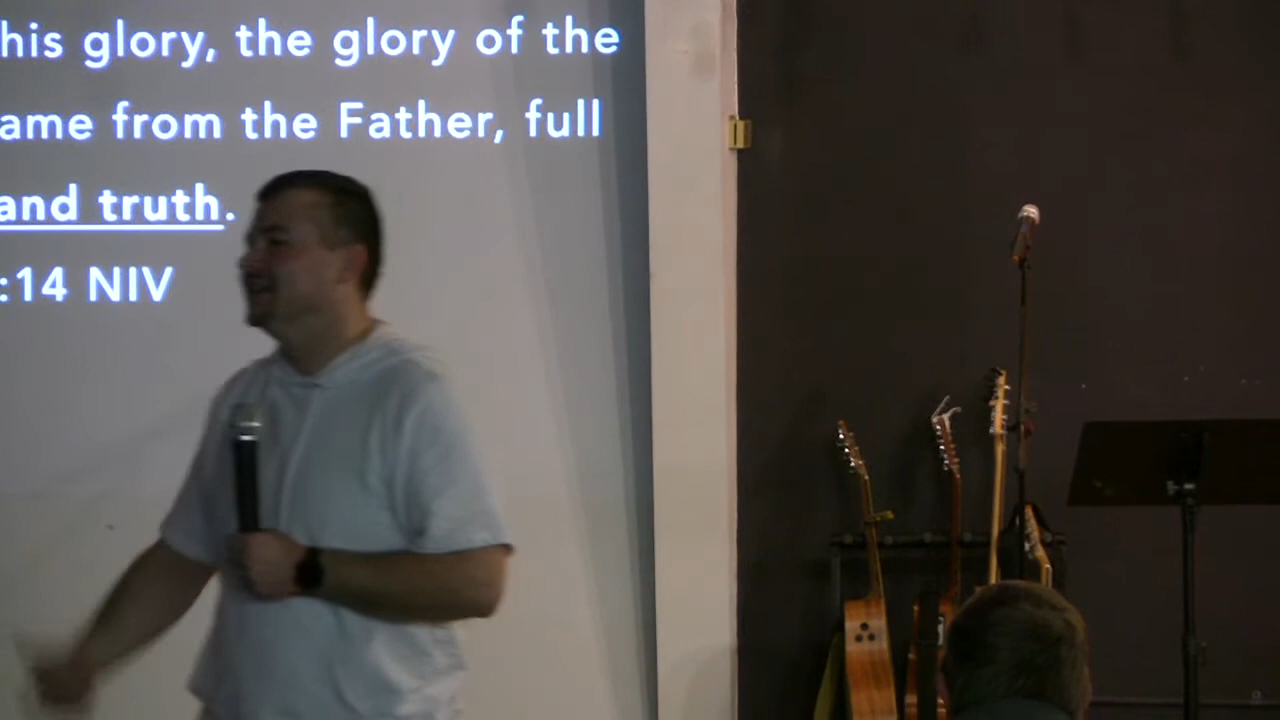 his glory, the glory of the
ame from the Father, full
and truth.
:14 NIV